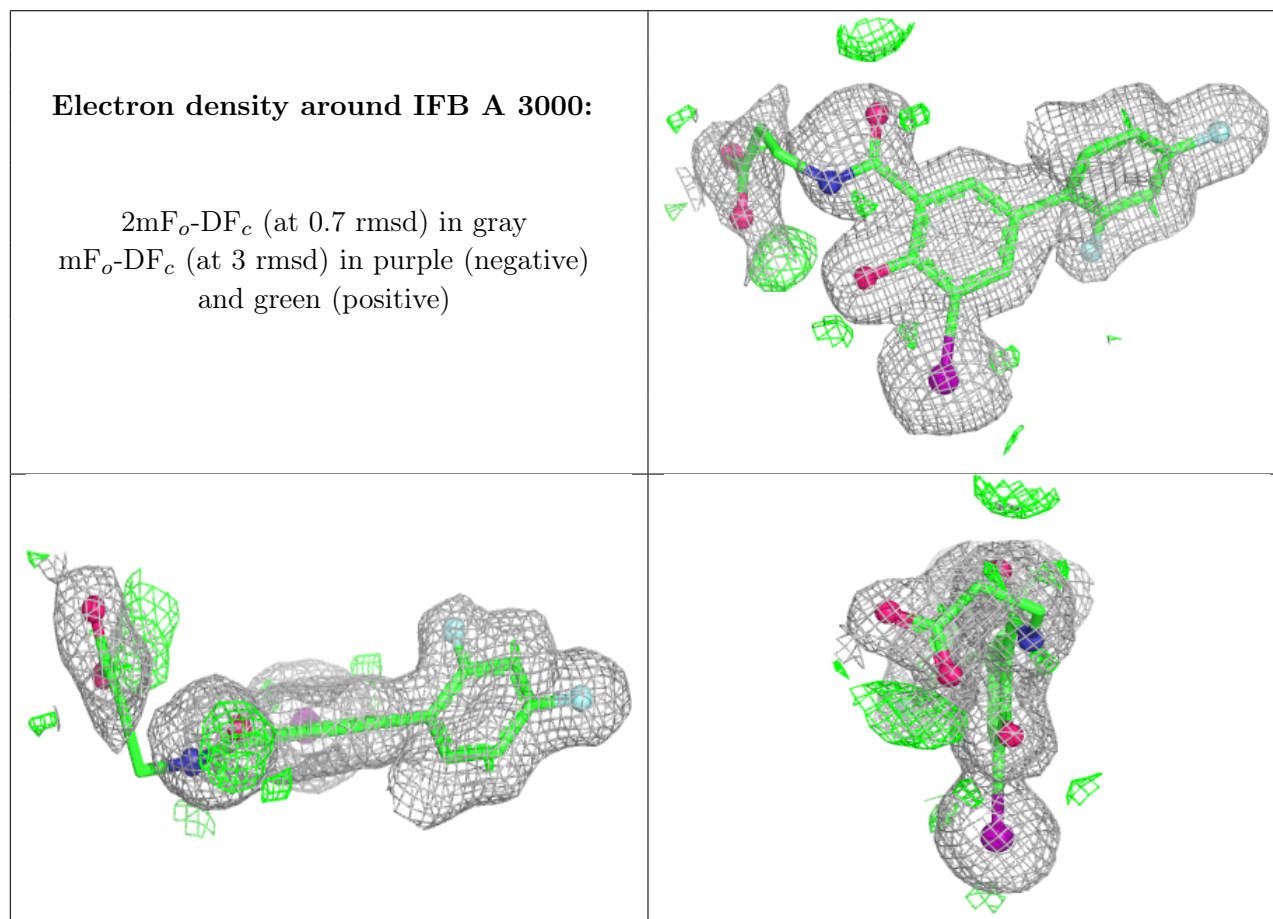 Electron density around IFB A 3000:
2mFo-DFc (at 0.7 rmsd) in gray
mFo-DFc (at 3 rmsd) in purple (negative)
and green (positive)